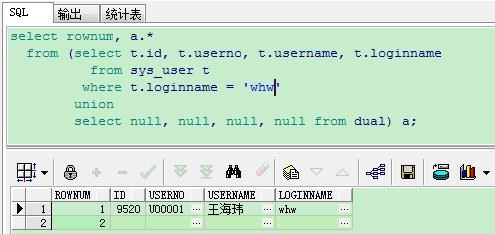 SQL 输出 统计表
select rownum, a.*
from (select t.id, t.userno, t.username, t.loginname
from sys_user t
where t.loginname = 'whw'
union
select null, null, null, null from dual) a;
ROWNUM ID USERNO USERNAME LOGINNAME
1 1 9520 U00001 ... 王海玮 ... whw ...
2 2 ... ... ...